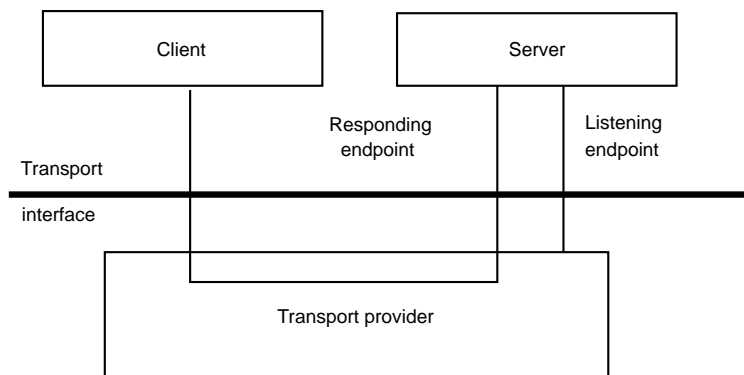 Client
Server
Responding
endpoint
Listening
endpoint
Transport
interface
Transport provider